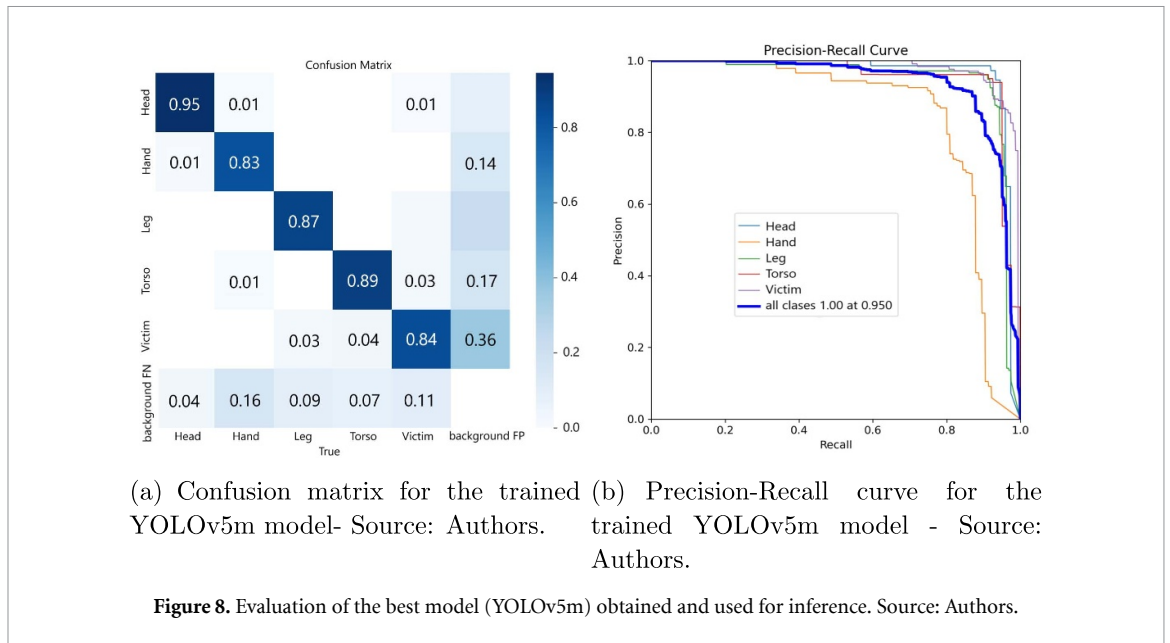 Confusion Matrix
Head
0.95
0.01
0.01
Hand
0.01
0.83
0.14
Leg
0.87
Torso
0.01
0.89
0.03
0.17
Victim
0.03
0.04
0.84
0.36
background FN
0.04
0.16
0.09
0.07
0.11
Head
Hand
Leg
Torso
Victim
background FP
True
0.8
0.6
0.4
0.2
0.0
Precision-Recall Curve
1.0
0.8
0.6
0.4
0.2
0.0
Precision
Head
Hand
Leg
Torso
Victim
all clases 1.00 at 0.950
0.0
0.2
0.4
0.6
0.8
1.0
Recall
(a) Confusion matrix for the trained
YOLOv5m model- Source: Authors.
(b) Precision-Recall curve for the
trained YOLOv5m model - Source:
Authors.
Figure 8. Evaluation of the best model (YOLOv5m) obtained and used for inference. Source: Authors.